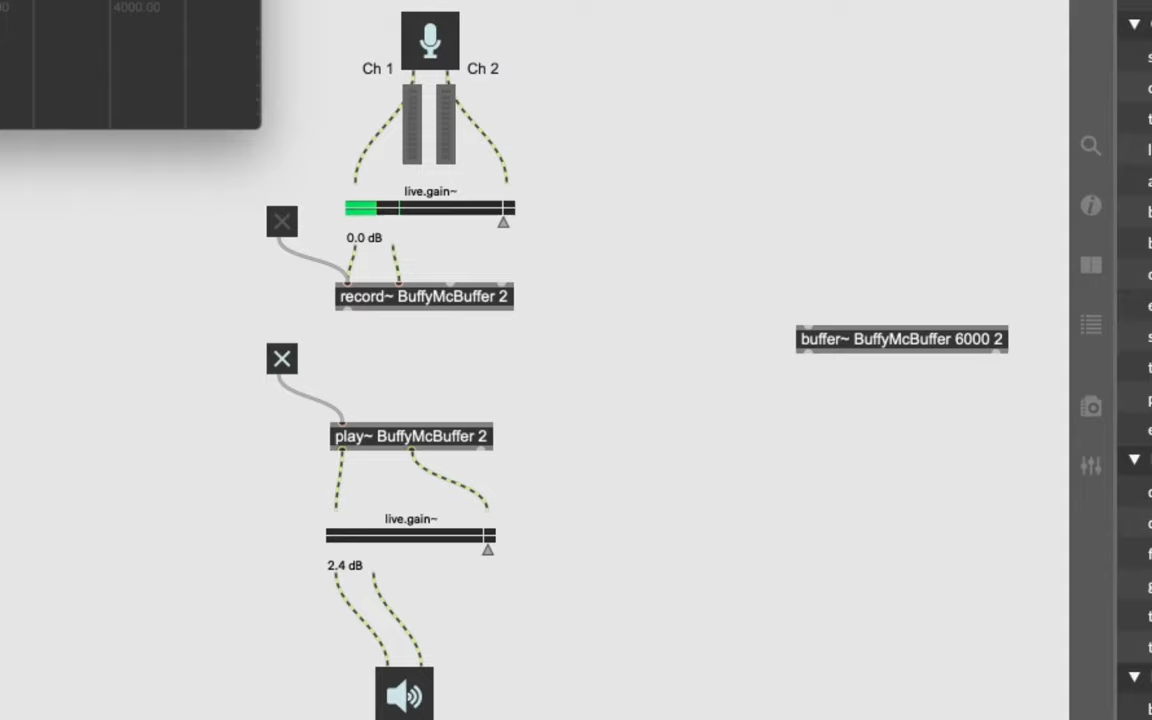 4000.00
Ch 1
Ch 2
live.gain~
0.0 dB
record~ BuffyMcBuffer 2
buffer~ BuffyMcBuffer 6000 2
play~ BuffyMcBuffer 2
live.gain~
2.4 dB